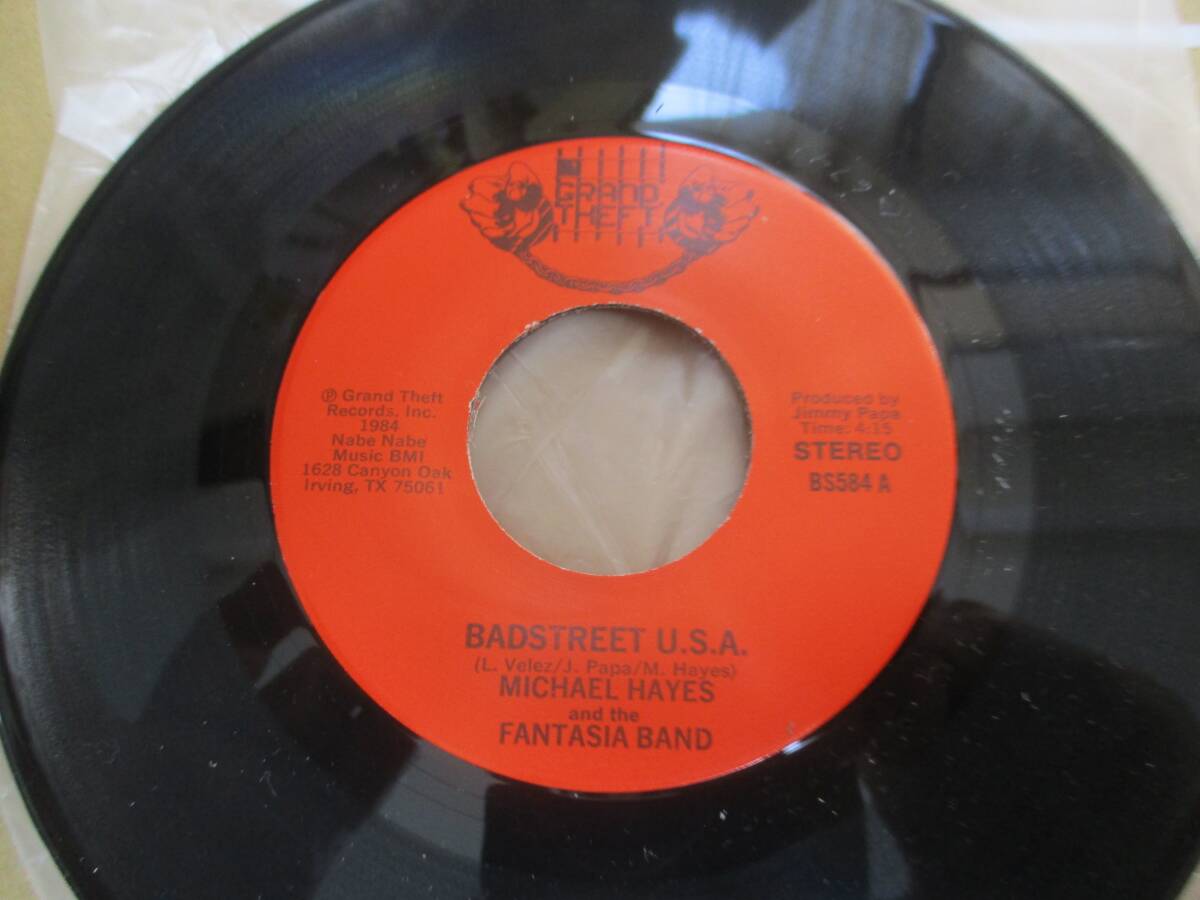 GRAND
THEFT
℗ Grand Theft
Records, Inc.
1984
Nabe Nabe
Music BMI
1628 Canyon Oak
Irving, TX 75061
Produced by
Jimmy Papa
Time: 4:15
STEREO
BS584 A
BADSTREET U.S.A.
(L. Velez/J. Papa/M. Hayes)
MICHAEL HAYES
and the
FANTASIA BAND